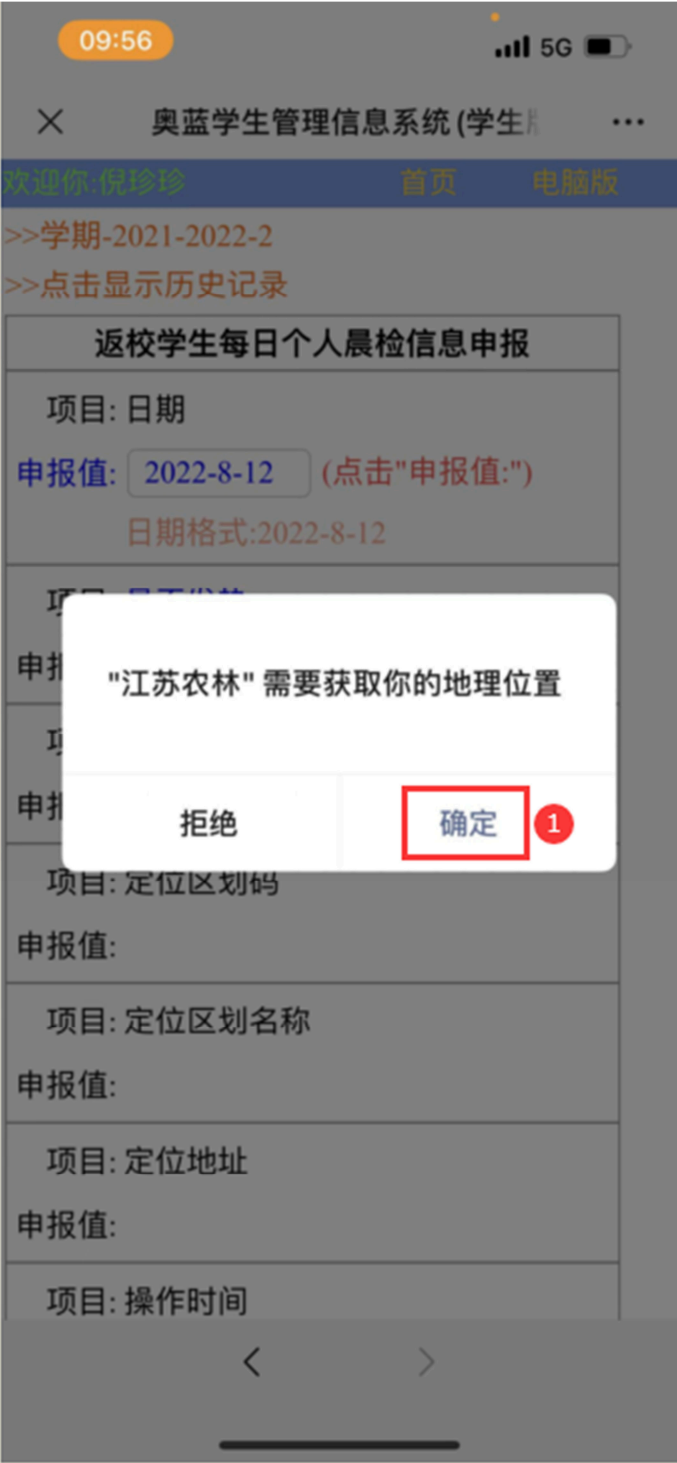 09:56
5G
奥蓝学生管理信息系统(学生
欢迎你:倪珍珍 首页 电脑版
>>学期-2021-2022-2
>>点击显示历史记录
返校学生每日个人晨检信息申报
项目: 日期
申报值: 2022-8-12 (点击"申报值:")
日期格式:2022-8-12
"江苏农林" 需要获取你的地理位置
拒绝 确定 1
项目: 定位区划码
申报值:
项目: 定位区划名称
申报值:
项目: 定位地址
申报值:
项目: 操作时间